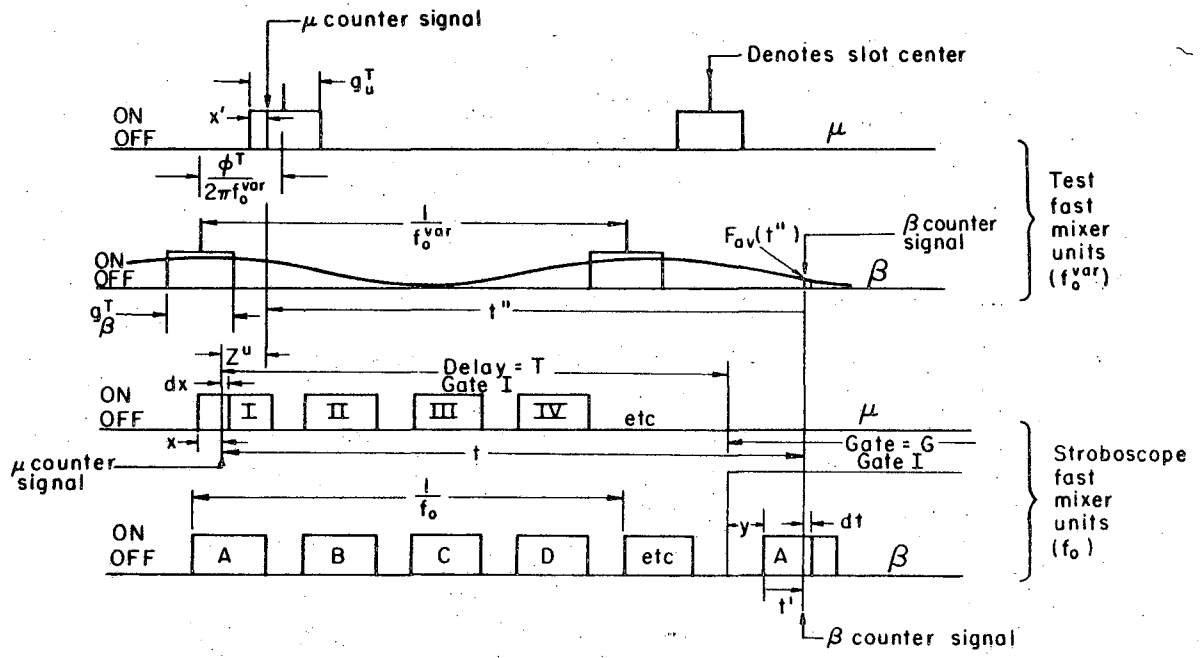 μ counter signal
Denotes slot center
g_u^T
ON
OFF
x'
μ
ϕ^T
2πf_o^var
1
f_o^var
F_av(t")
β counter
signal
ON
OFF
β
g_β^T
t"
Test
fast
mixer
units
(f_o^var)
Z^u
Delay = T
Gate I
dx
ON
OFF
I
II
III
IV
etc
μ
x
t
Gate = G
Gate I
μ counter
signal
1
f_o
ON
OFF
A
B
C
D
etc
y
A
dt
β
t'
β counter signal
Stroboscope
fast
mixer
units
(f_o)